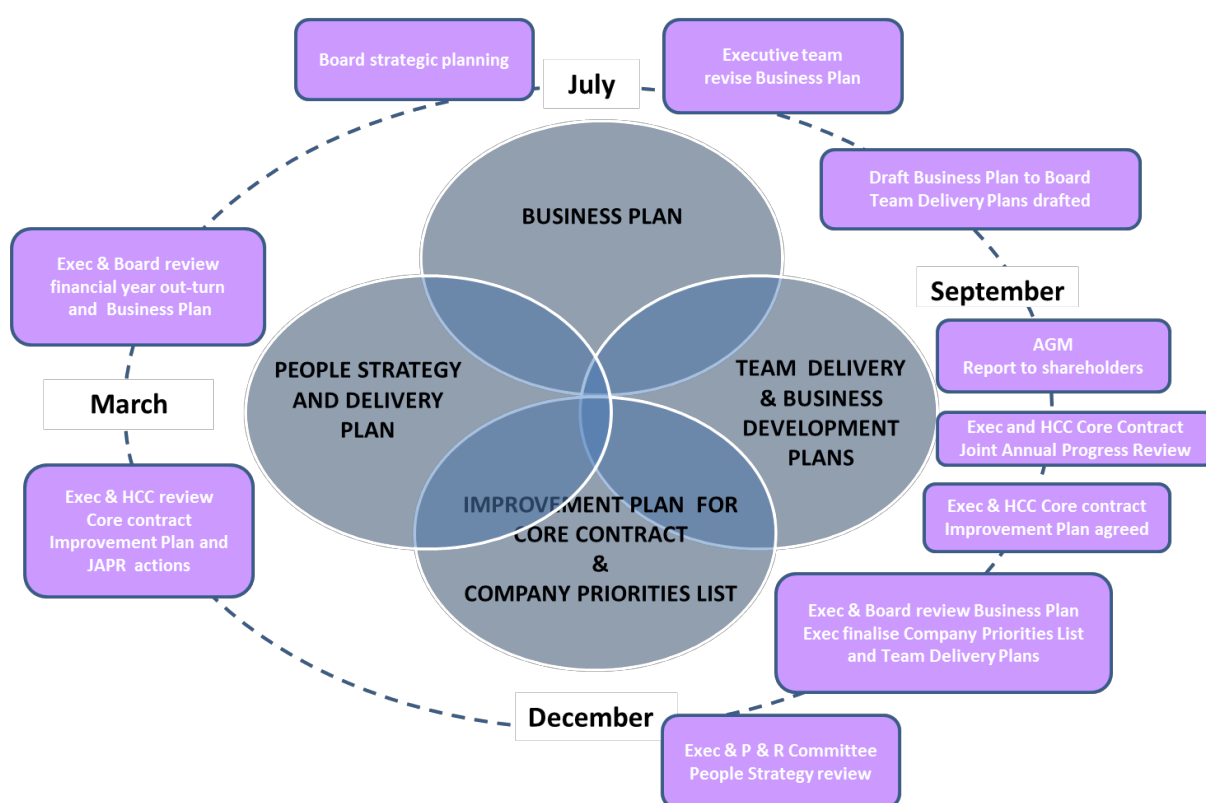 Board strategic planning
July
Executive team
revise Business Plan
Draft Business Plan to Board
Team Delivery Plans drafted
September
AGM
Report to shareholders
Exec and HCC Core Contract
Joint Annual Progress Review
Exec & HCC Core contract
Improvement Plan agreed
Exec & Board review Business Plan
Exec finalise Company Priorities List
and Team Delivery Plans
Exec & P & R Committee
People Strategy review
December
Exec & HCC review
Core contract
Improvement Plan and
JAPR actions
March
Exec & Board review
financial year out-turn
and Business Plan
BUSINESS PLAN
PEOPLE STRATEGY
AND DELIVERY
PLAN
TEAM DELIVERY
& BUSINESS
DEVELOPMENT
PLANS
IMPROVEMENT PLAN FOR
CORE CONTRACT
&
COMPANY PRIORITIES LIST